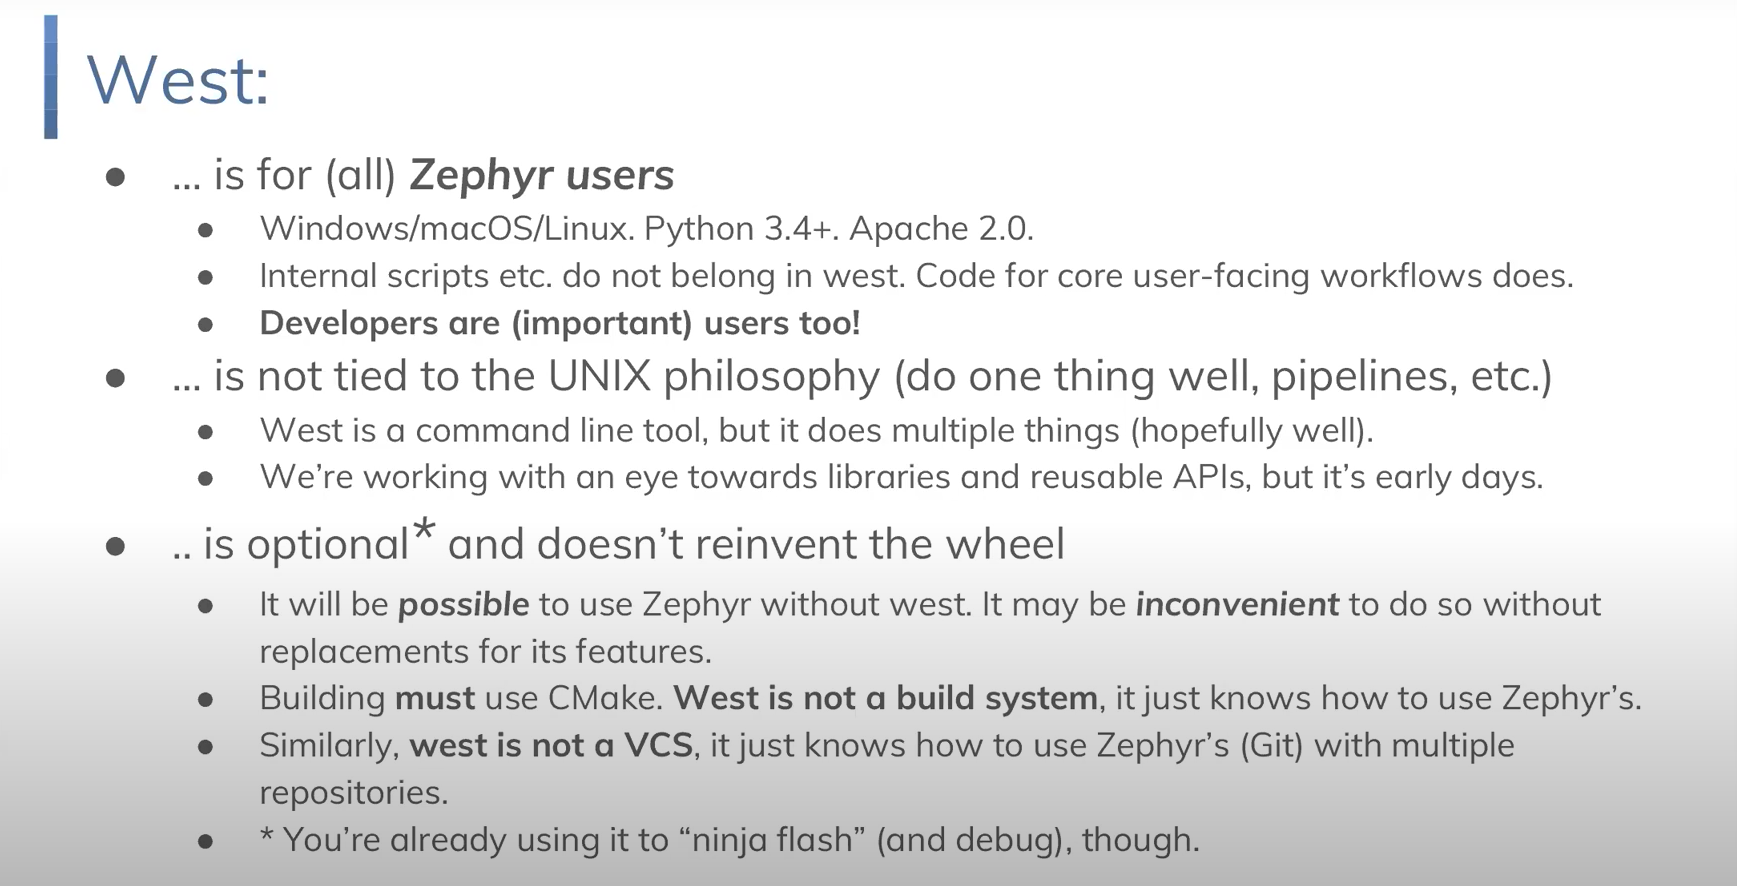 West:
● ... is for (all) Zephyr users
● Windows/macOS/Linux. Python 3.4+. Apache 2.0.
● Internal scripts etc. do not belong in west. Code for core user-facing workflows does.
● Developers are (important) users too!
● ... is not tied to the UNIX philosophy (do one thing well, pipelines, etc.)
● West is a command line tool, but it does multiple things (hopefully well).
● We’re working with an eye towards libraries and reusable APIs, but it’s early days.
● .. is optional* and doesn’t reinvent the wheel
● It will be possible to use Zephyr without west. It may be inconvenient to do so without
replacements for its features.
● Building must use CMake. West is not a build system, it just knows how to use Zephyr’s.
● Similarly, west is not a VCS, it just knows how to use Zephyr’s (Git) with multiple
repositories.
● * You’re already using it to “ninja flash” (and debug), though.